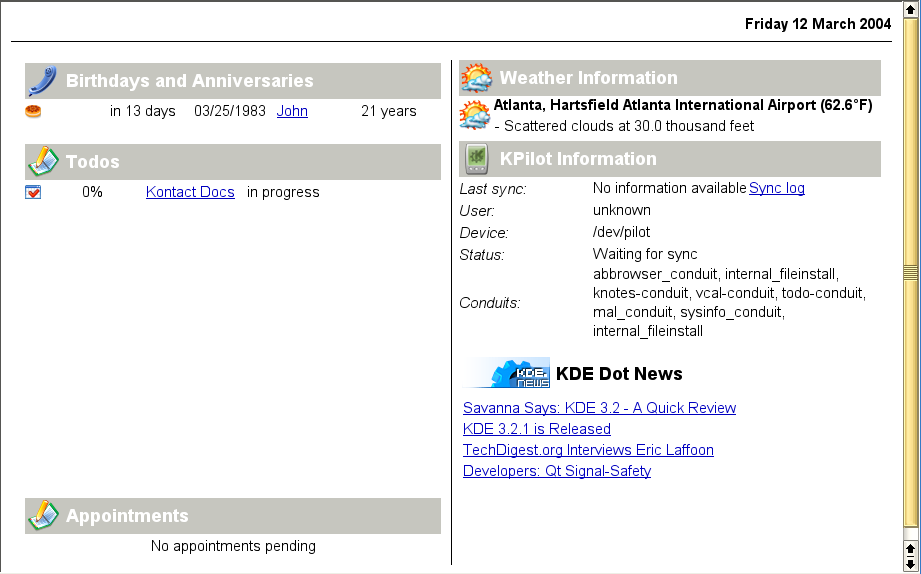 Friday 12 March 2004
Birthdays and Anniversaries
in 13 days 03/25/1983 John 21 years
Todos
0% Kontact Docs in progress
Appointments
No appointments pending
Weather Information
Atlanta, Hartsfield Atlanta International Airport (62.6°F)
- Scattered clouds at 30.0 thousand feet
KPilot Information
Last sync: No information available Sync log
User: unknown
Device: /dev/pilot
Status: Waiting for sync
Conduits: abbrowser_conduit, internal_fileinstall,
knotes-conduit, vcal-conduit, todo-conduit,
mal_conduit, sysinfo_conduit,
internal_fileinstall
KDE.NEWS KDE Dot News
Savanna Says: KDE 3.2 - A Quick Review
KDE 3.2.1 is Released
TechDigest.org Interviews Eric Laffoon
Developers: Qt Signal-Safety